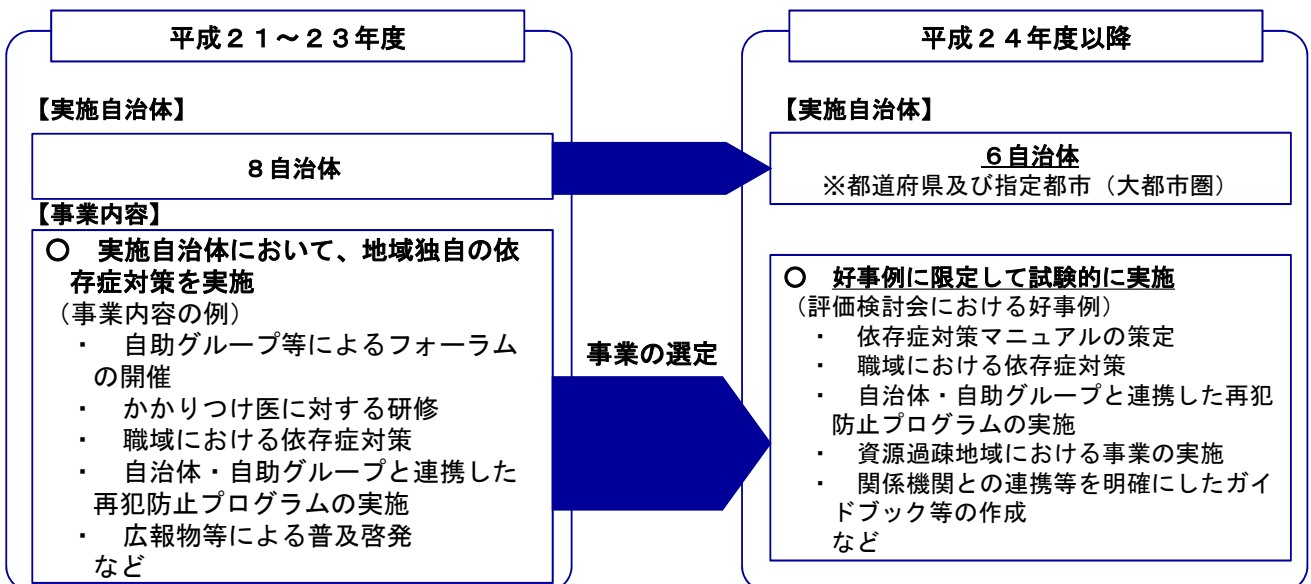 平成２１～２３年度
【実施自治体】
８自治体
【事業内容】
○　実施自治体において、地域独自の依
存症対策を実施
（事業内容の例）
・　自助グループ等によるフォーラム
の開催
・　かかりつけ医に対する研修
・　職域における依存症対策
・　自治体・自助グループと連携した
再犯防止プログラムの実施
・　広報物等による普及啓発
など
事業の選定
平成２４年度以降
【実施自治体】
６自治体
※都道府県及び指定都市（大都市圏）
○　好事例に限定して試験的に実施
（評価検討会における好事例）
・　依存症対策マニュアルの策定
・　職域における依存症対策
・　自治体・自助グループと連携した再犯
防止プログラムの実施
・　資源過疎地域における事業の実施
・　関係機関との連携等を明確にしたガイ
ドブック等の作成
など